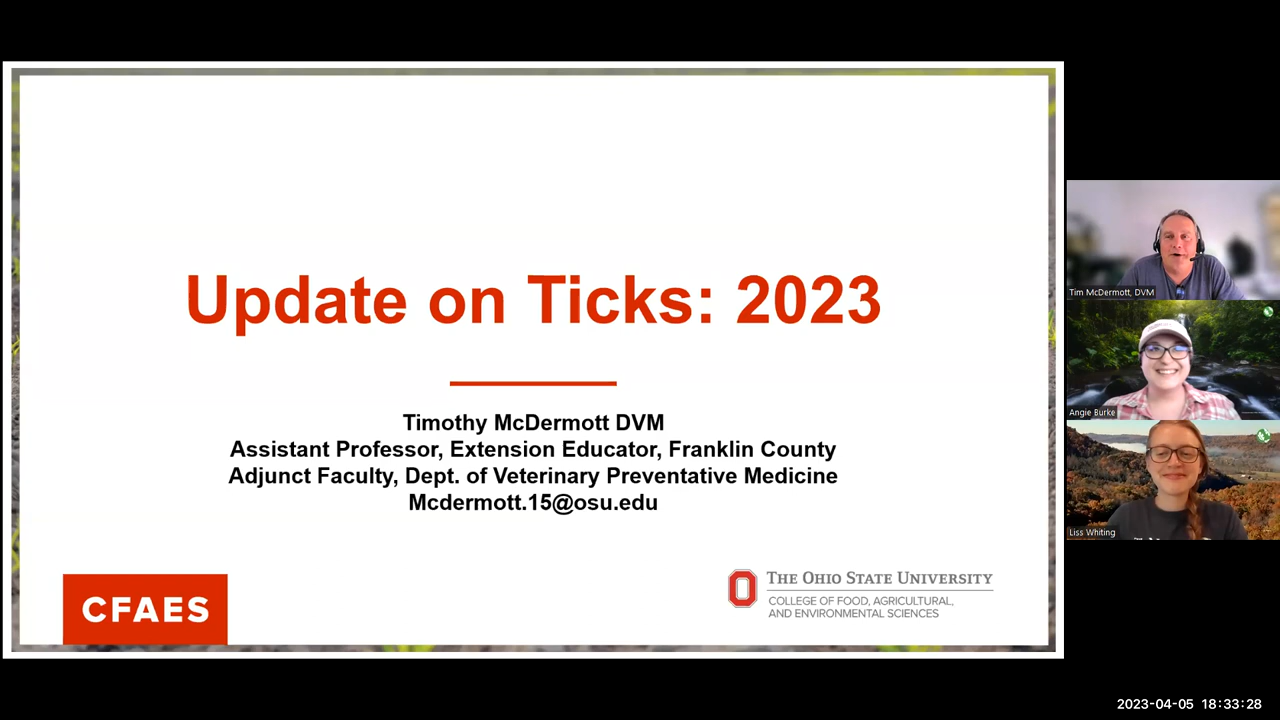 Update on Ticks: 2023
Timothy McDermott DVM
Assistant Professor, Extension Educator, Franklin County
Adjunct Faculty, Dept. of Veterinary Preventative Medicine
Mcdermott.15@osu.edu
CFAES
THE OHIO STATE UNIVERSITY
COLLEGE OF FOOD, AGRICULTURAL,
AND ENVIRONMENTAL SCIENCES
Tim McDermott, DVM
Angie Burke
Liss Whiting
2023-04-05 18:33:28